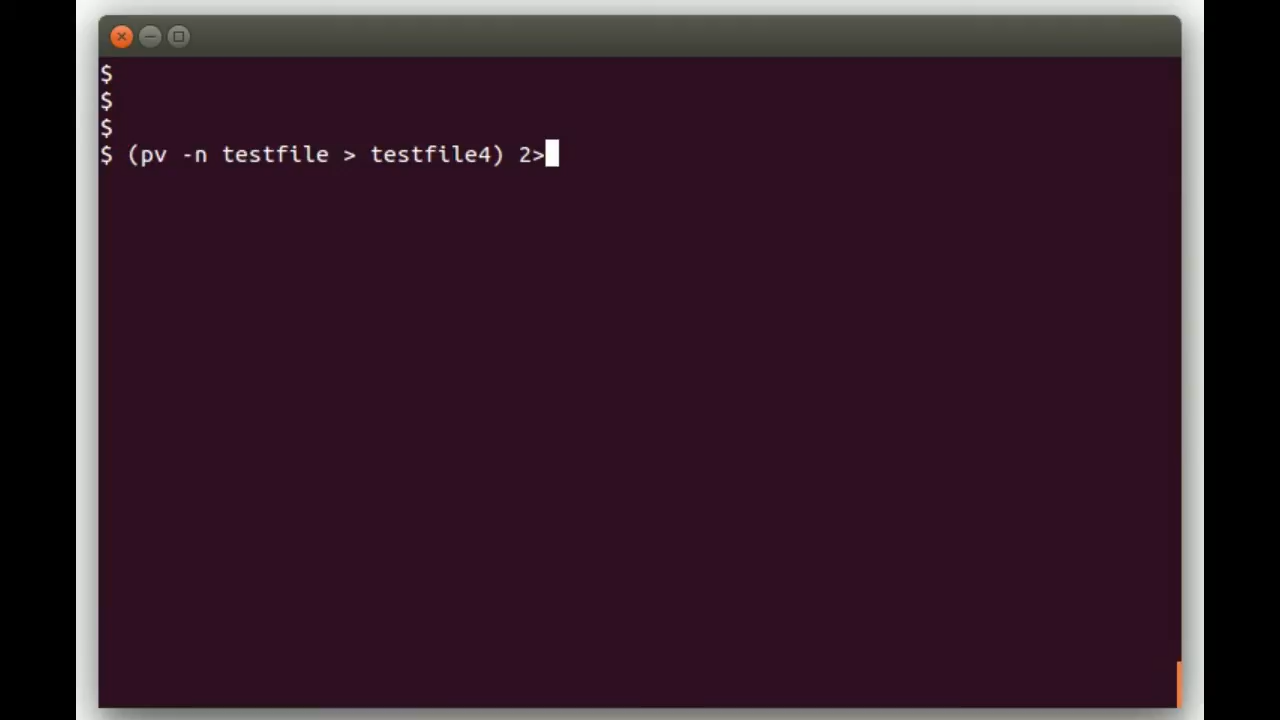 $
$
$
$ (pv -n testfile > testfile4) 2>